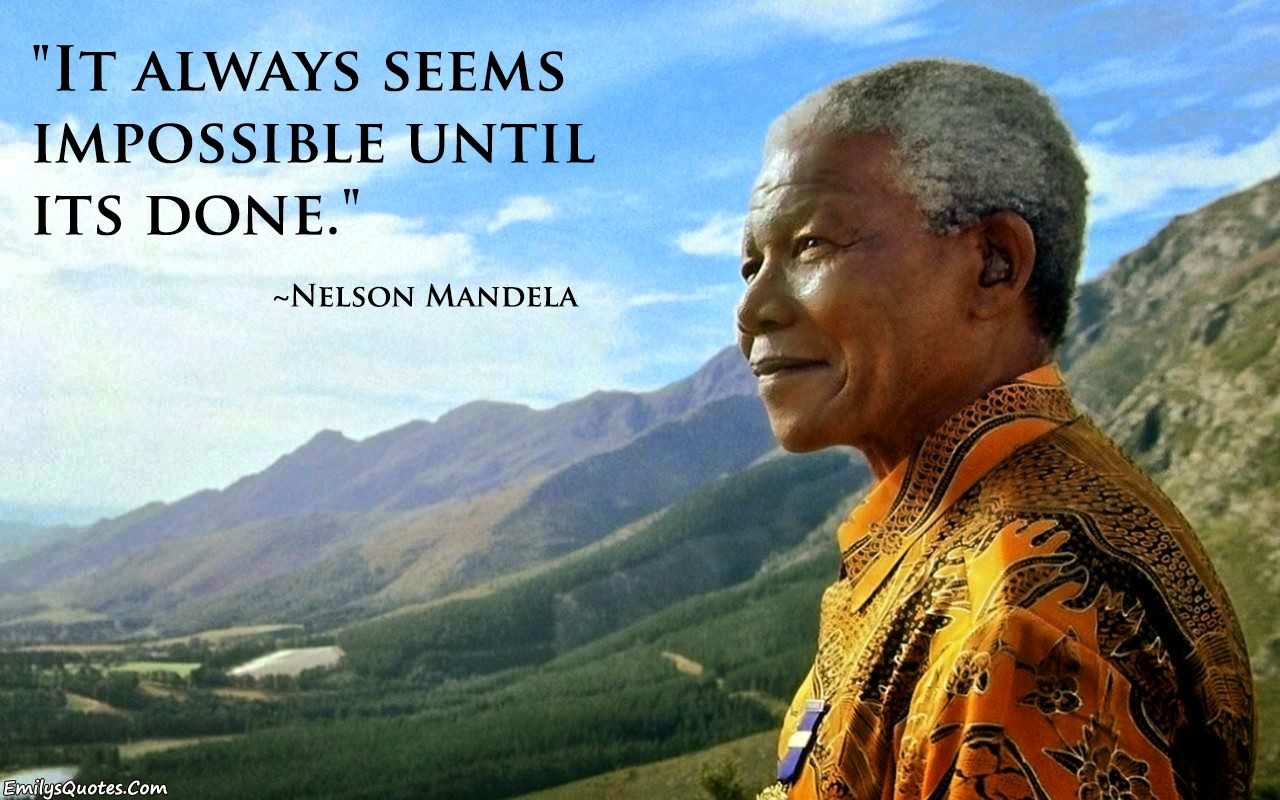 "It always seems
impossible until
its done."
~Nelson Mandela
EmilysQuotes.Com